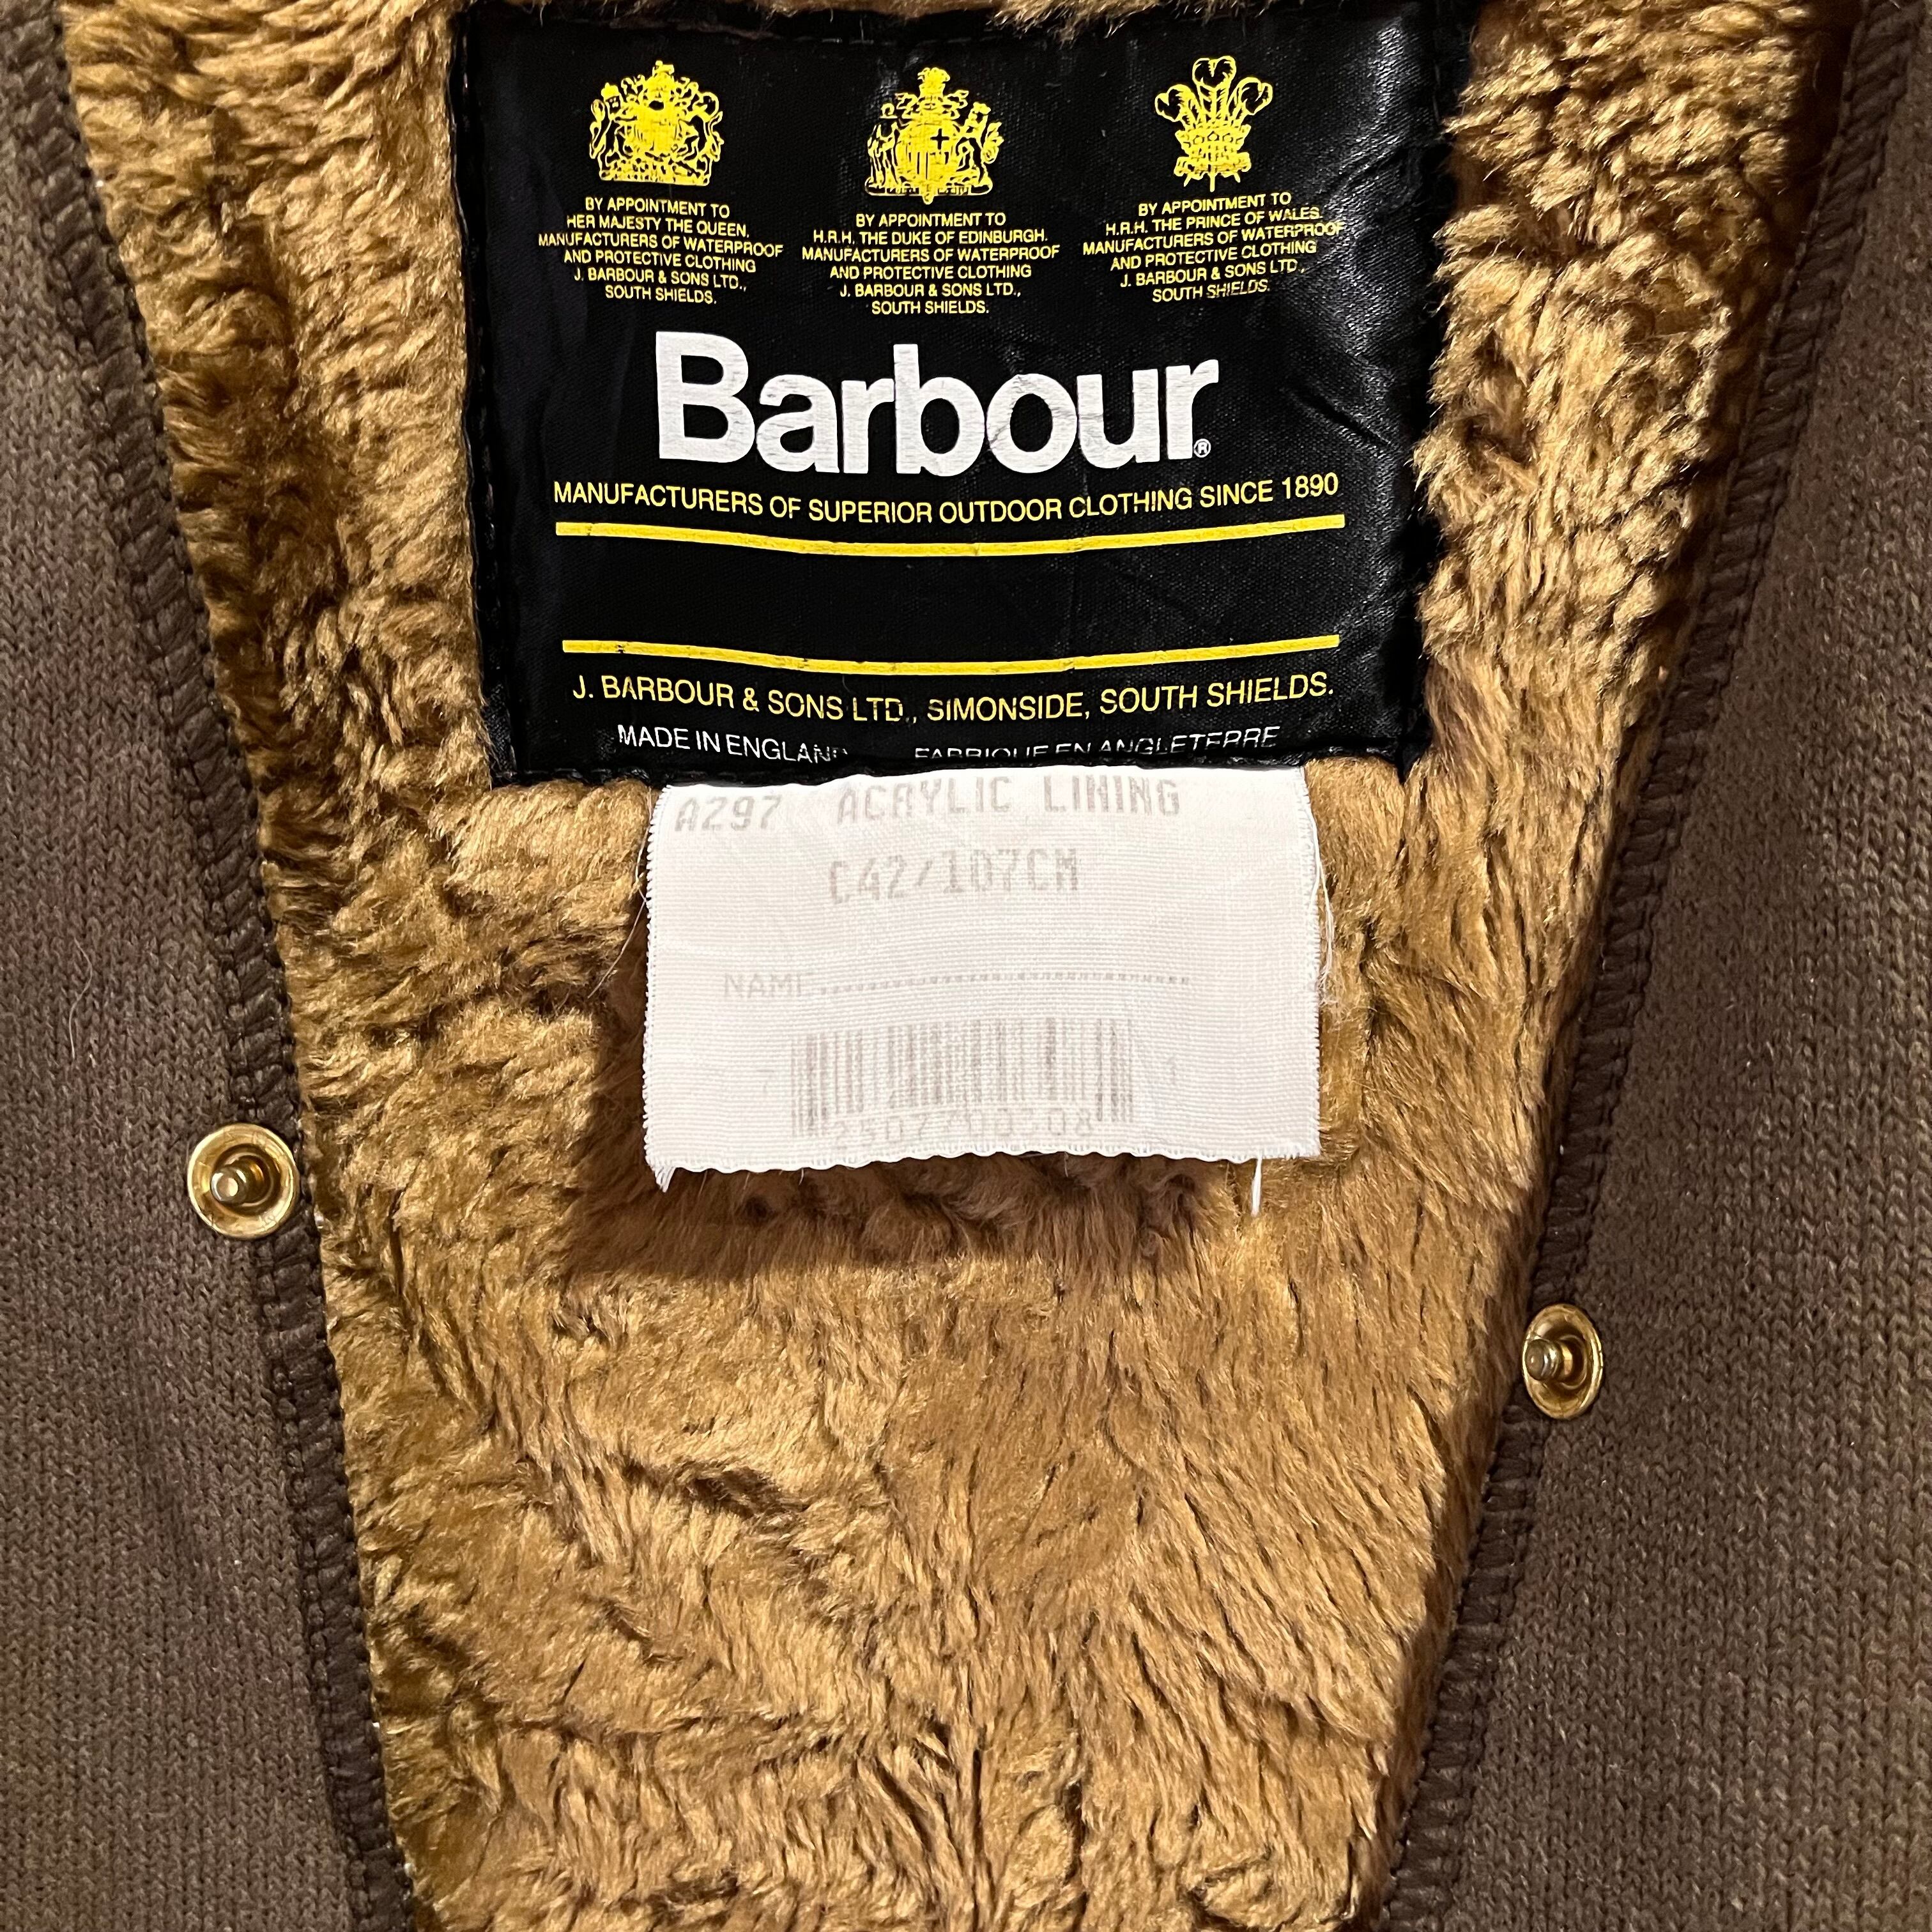 BY APPOINTMENT TO
HER MAJESTY THE QUEEN,
MANUFACTURERS OF WATERPROOF
AND PROTECTIVE CLOTHING
J. BARBOUR & SONS LTD.,
SOUTH SHIELDS.
BY APPOINTMENT TO
H.R.H. THE DUKE OF EDINBURGH.
MANUFACTURERS OF WATERPROOF
AND PROTECTIVE CLOTHING
J. BARBOUR & SONS LTD.,
SOUTH SHIELDS.
BY APPOINTMENT TO
H.R.H. THE PRINCE OF WALES.
MANUFACTURERS OF WATERPROOF
AND PROTECTIVE CLOTHING
J. BARBOUR & SONS LTD.,
SOUTH SHIELDS.
Barbour®
MANUFACTURERS OF SUPERIOR OUTDOOR CLOTHING SINCE 1890
J. BARBOUR & SONS LTD., SIMONSIDE, SOUTH SHIELDS.
MADE IN ENGLAND FABRIQUE EN ANGLETERRE
A297 ACRYLIC LINING
C42/107CM
NAME